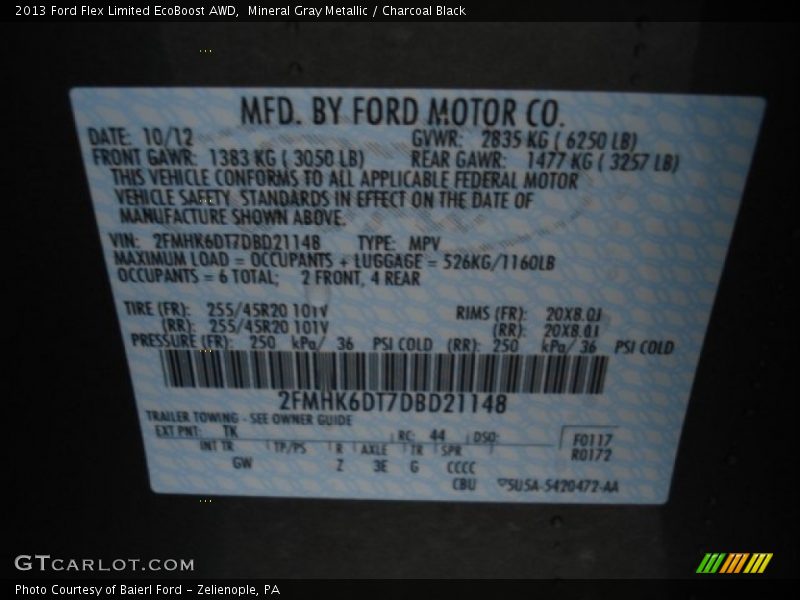 2013 Ford Flex Limited EcoBoost AWD,  Mineral Gray Metallic / Charcoal Black
MFD. BY FORD MOTOR CO.
DATE: 10/12 GVWR: 2835 KG ( 6250 LB)
FRONT GAWR: 1383 KG ( 3050 LB) REAR GAWR: 1477 KG ( 3257 LB)
THIS VEHICLE CONFORMS TO ALL APPLICABLE FEDERAL MOTOR
VEHICLE SAFETY STANDARDS IN EFFECT ON THE DATE OF
MANUFACTURE SHOWN ABOVE.
VIN: 2FMHK6DT7DBD21148 TYPE: MPV
MAXIMUM LOAD = OCCUPANTS + LUGGAGE = 526KG/1160LB
OCCUPANTS = 6 TOTAL; 2 FRONT, 4 REAR
TIRE (FR): 255/45R20 101V RIMS (FR): 20X8.0J
(RR): 255/45R20 101V (RR): 20X8.0J
PRESSURE (FR): 250 kPa/ 36 PSI COLD (RR): 250 kPa/ 36 PSI COLD
2FMHK6DT7DBD21148
TRAILER TOWING - SEE OWNER GUIDE
EXT PNT: TK RC: 44 DSO: F0117
INT TR TP/PS R AXLE TR SPR R0172
GW Z 3E G CCCC
CBU 5U5A-5420472-AA
GTCARLOT.COM
Photo Courtesy of Baierl Ford - Zelienople, PA